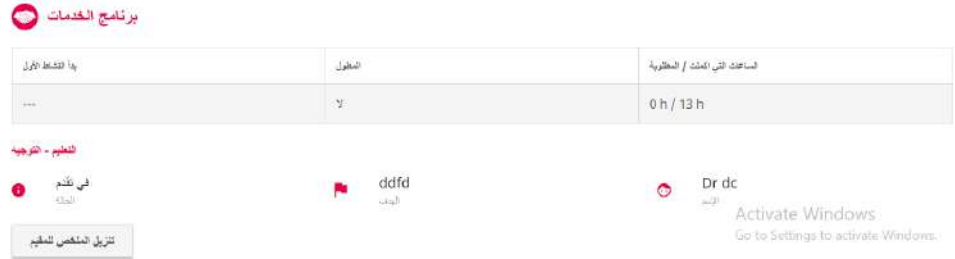 برنامج الخدمات
الساعات التي اكملت / المطلوبة
المطول
بدأ النشاط الأول
0 h / 13 h
لا
---
التعليم - التوجيه
Dr dc
الإسم
ddfd
الهدف
في تقدم
الحالة
تنزيل الملخص للمقيم
Activate Windows
Go to Settings to activate Windows.